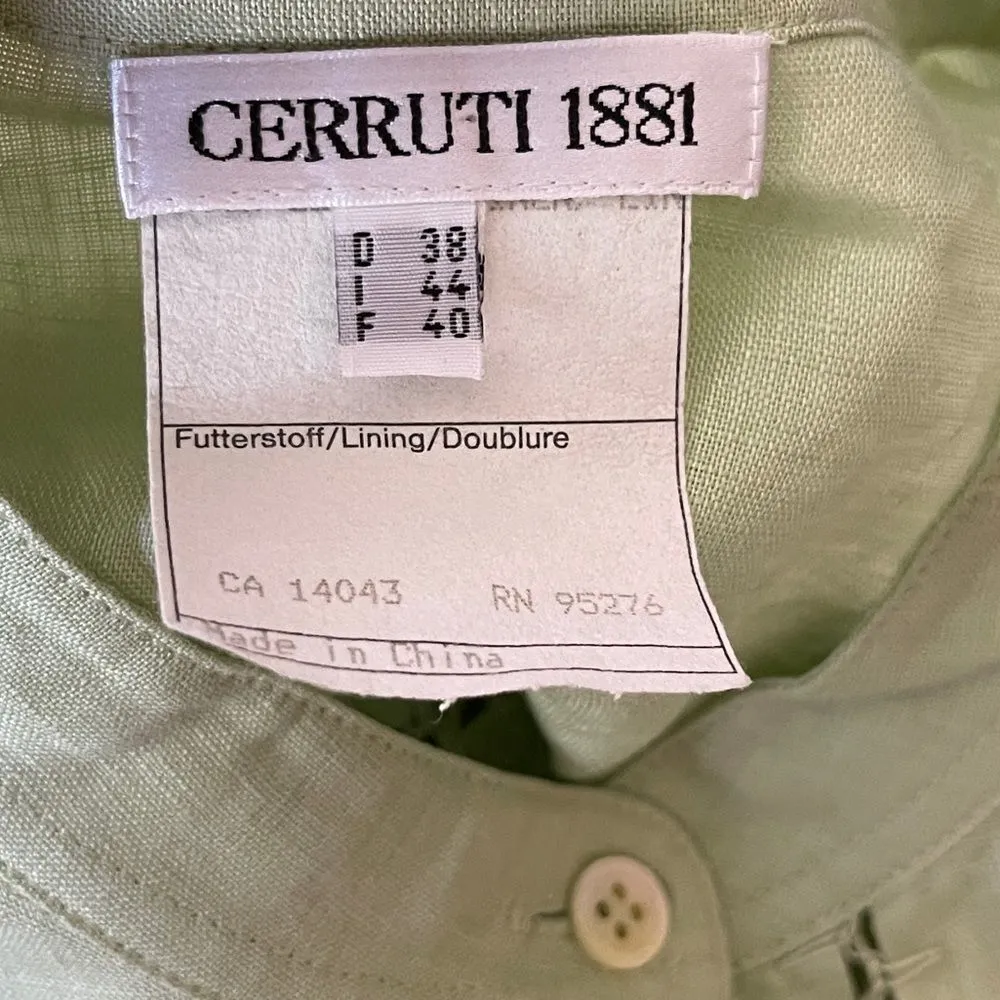 CERRUTI 1881
D 38
I 44
F 40
Futterstoff/Lining/Doublure
CA 14043 RN 95276
Made in China